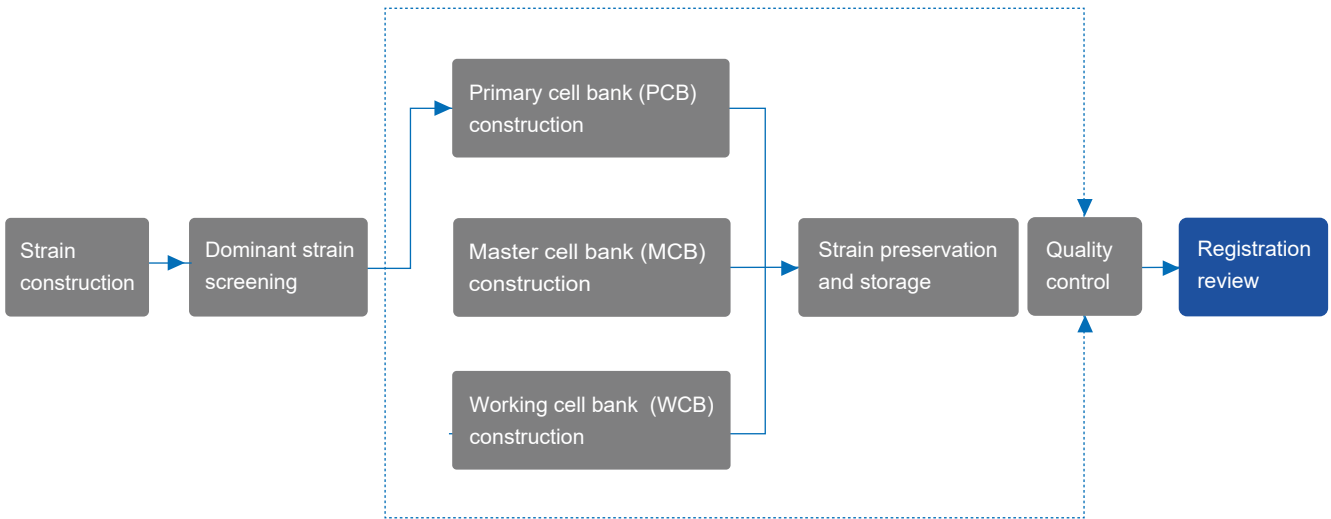 Strain
construction
Dominant strain
screening
Primary cell bank (PCB)
construction
Master cell bank (MCB)
construction
Working cell bank  (WCB)
construction
Strain preservation
and storage
Quality
control
Registration
review